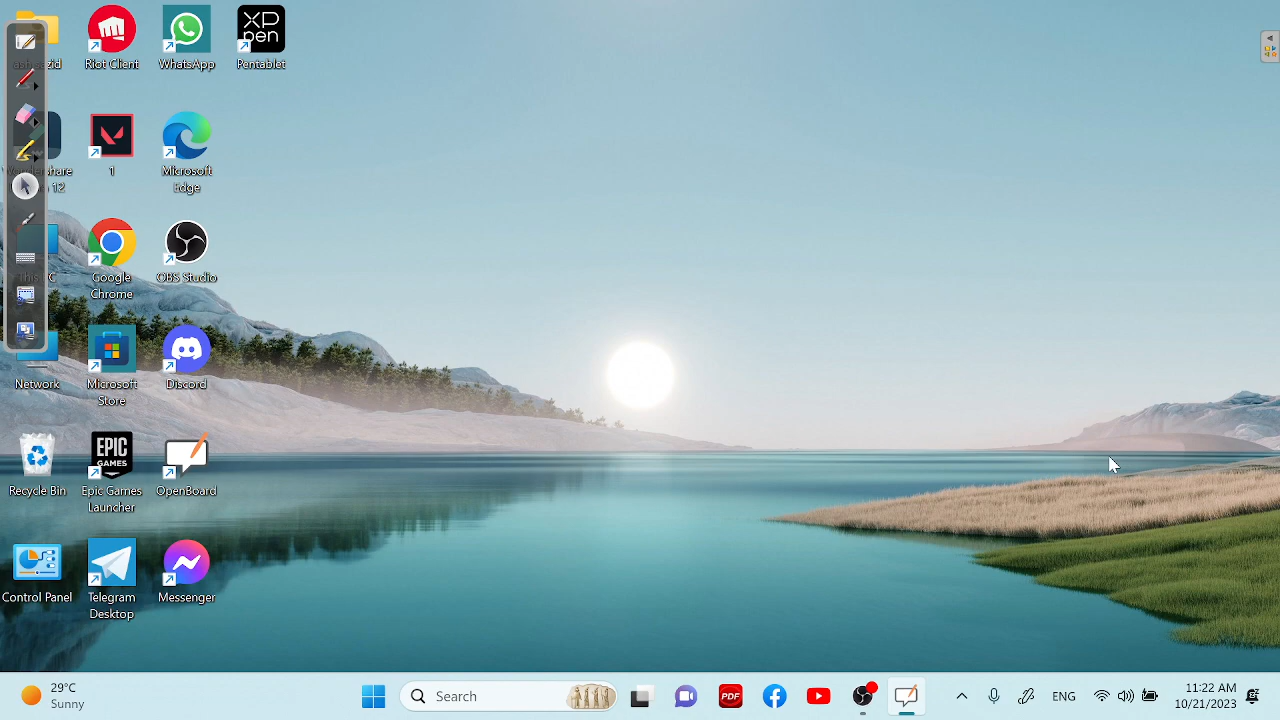 Riot Client
WhatsApp
XP
pen
Pentablet
1
Microsoft
Edge
12
Google
Chrome
OBS Studio
Network
Microsoft
Store
Discord
Recycle Bin
EPIC
GAMES
Epic Games
Launcher
OpenBoard
Control Panel
Telegram
Desktop
Messenger
29°C
Sunny
Search
PDF
ENG
11:22 AM
10/21/2023